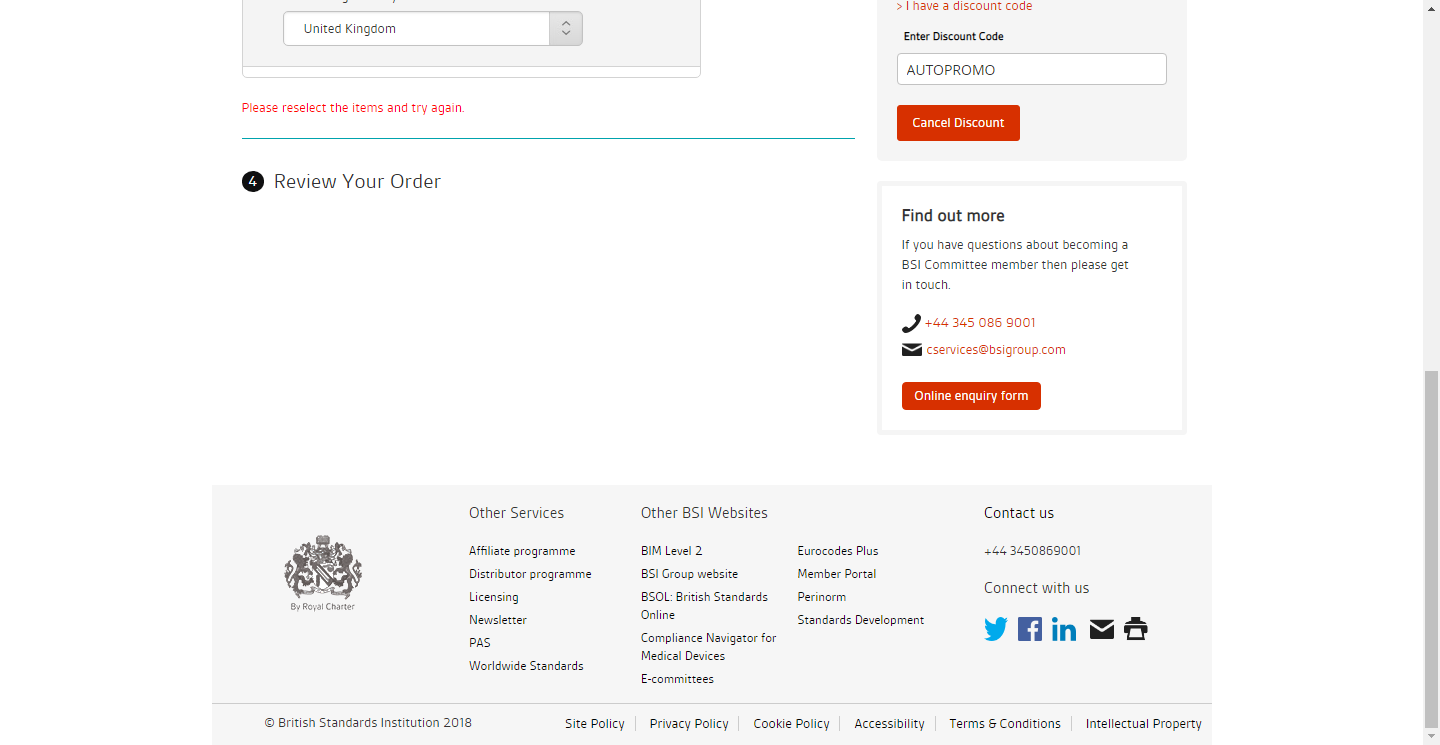 United Kingdom
Please reselect the items and try again.
4 Review Your Order
> I have a discount code
Enter Discount Code
AUTOPROMO
Cancel Discount
Find out more
If you have questions about becoming a
BSI Committee member then please get
in touch.
+44 345 086 9001
cservices@bsigroup.com
Online enquiry form
By Royal Charter
Other Services
Affiliate programme
Distributor programme
Licensing
Newsletter
PAS
Worldwide Standards
Other BSI Websites
BIM Level 2
BSI Group website
BSOL: British Standards
Online
Compliance Navigator for
Medical Devices
E-committees
Eurocodes Plus
Member Portal
Perinorm
Standards Development
Contact us
+44 3450869001
Connect with us
© British Standards Institution 2018
Site Policy
Privacy Policy
Cookie Policy
Accessibility
Terms & Conditions
Intellectual Property